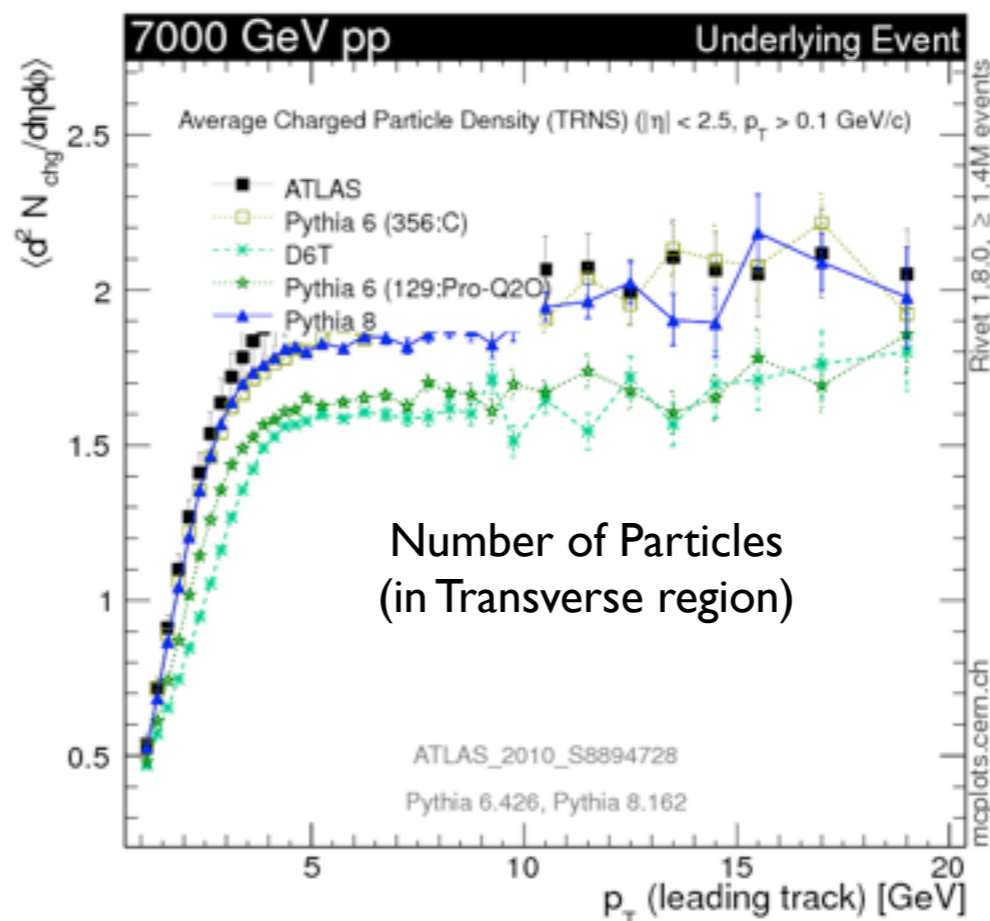 7000 GeV pp Underlying Event
Average Charged Particle Density (TRNS) (|η| < 2.5, p_T > 0.1 GeV/c)
⟨d² N_chg/dηdφ⟩
ATLAS
Pythia 6 (356:C)
D6T
Pythia 6 (129:Pro-Q2O)
Pythia 8
2.5
2
1.5
1
0.5
Number of Particles
(in Transverse region)
ATLAS_2010_S8894728
Pythia 6.426, Pythia 8.162
5 10 15 20
p_T (leading track) [GeV]
Rivet 1.8.0, ≥ 1.4M events
mcplots.cern.ch